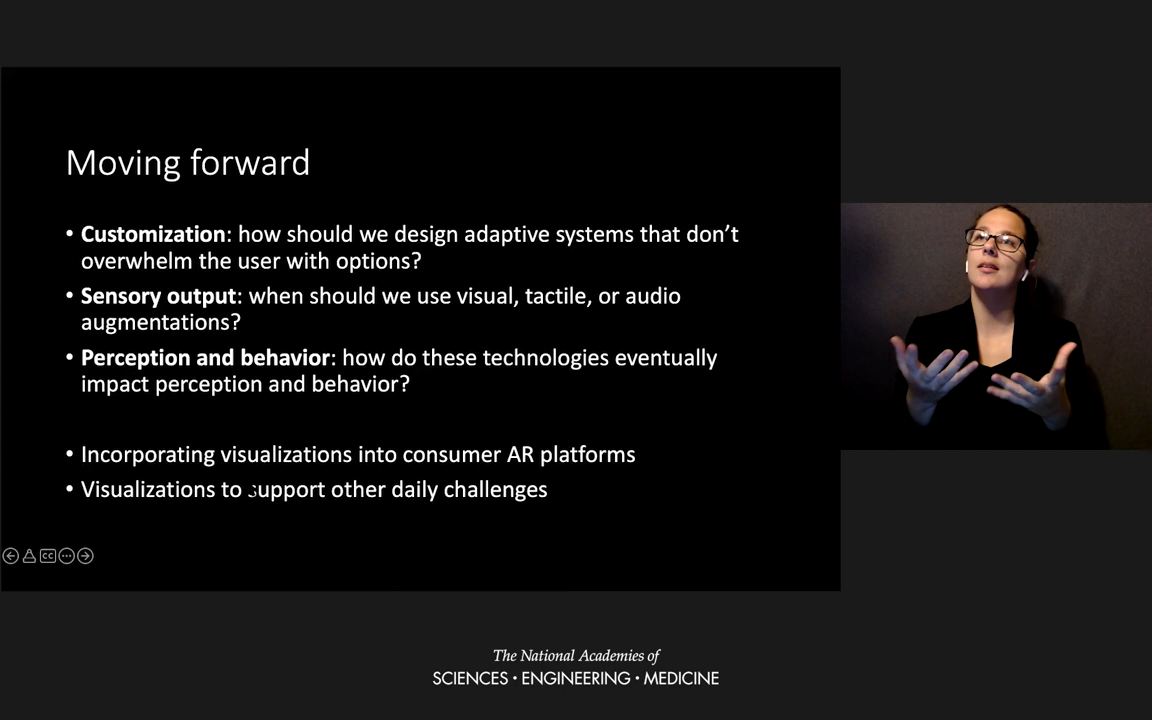 Moving forward
• Customization: how should we design adaptive systems that don't
overwhelm the user with options?
• Sensory output: when should we use visual, tactile, or audio
augmentations?
• Perception and behavior: how do these technologies eventually
impact perception and behavior?
• Incorporating visualizations into consumer AR platforms
• Visualizations to support other daily challenges
CC
The National Academies of
SCIENCES • ENGINEERING • MEDICINE